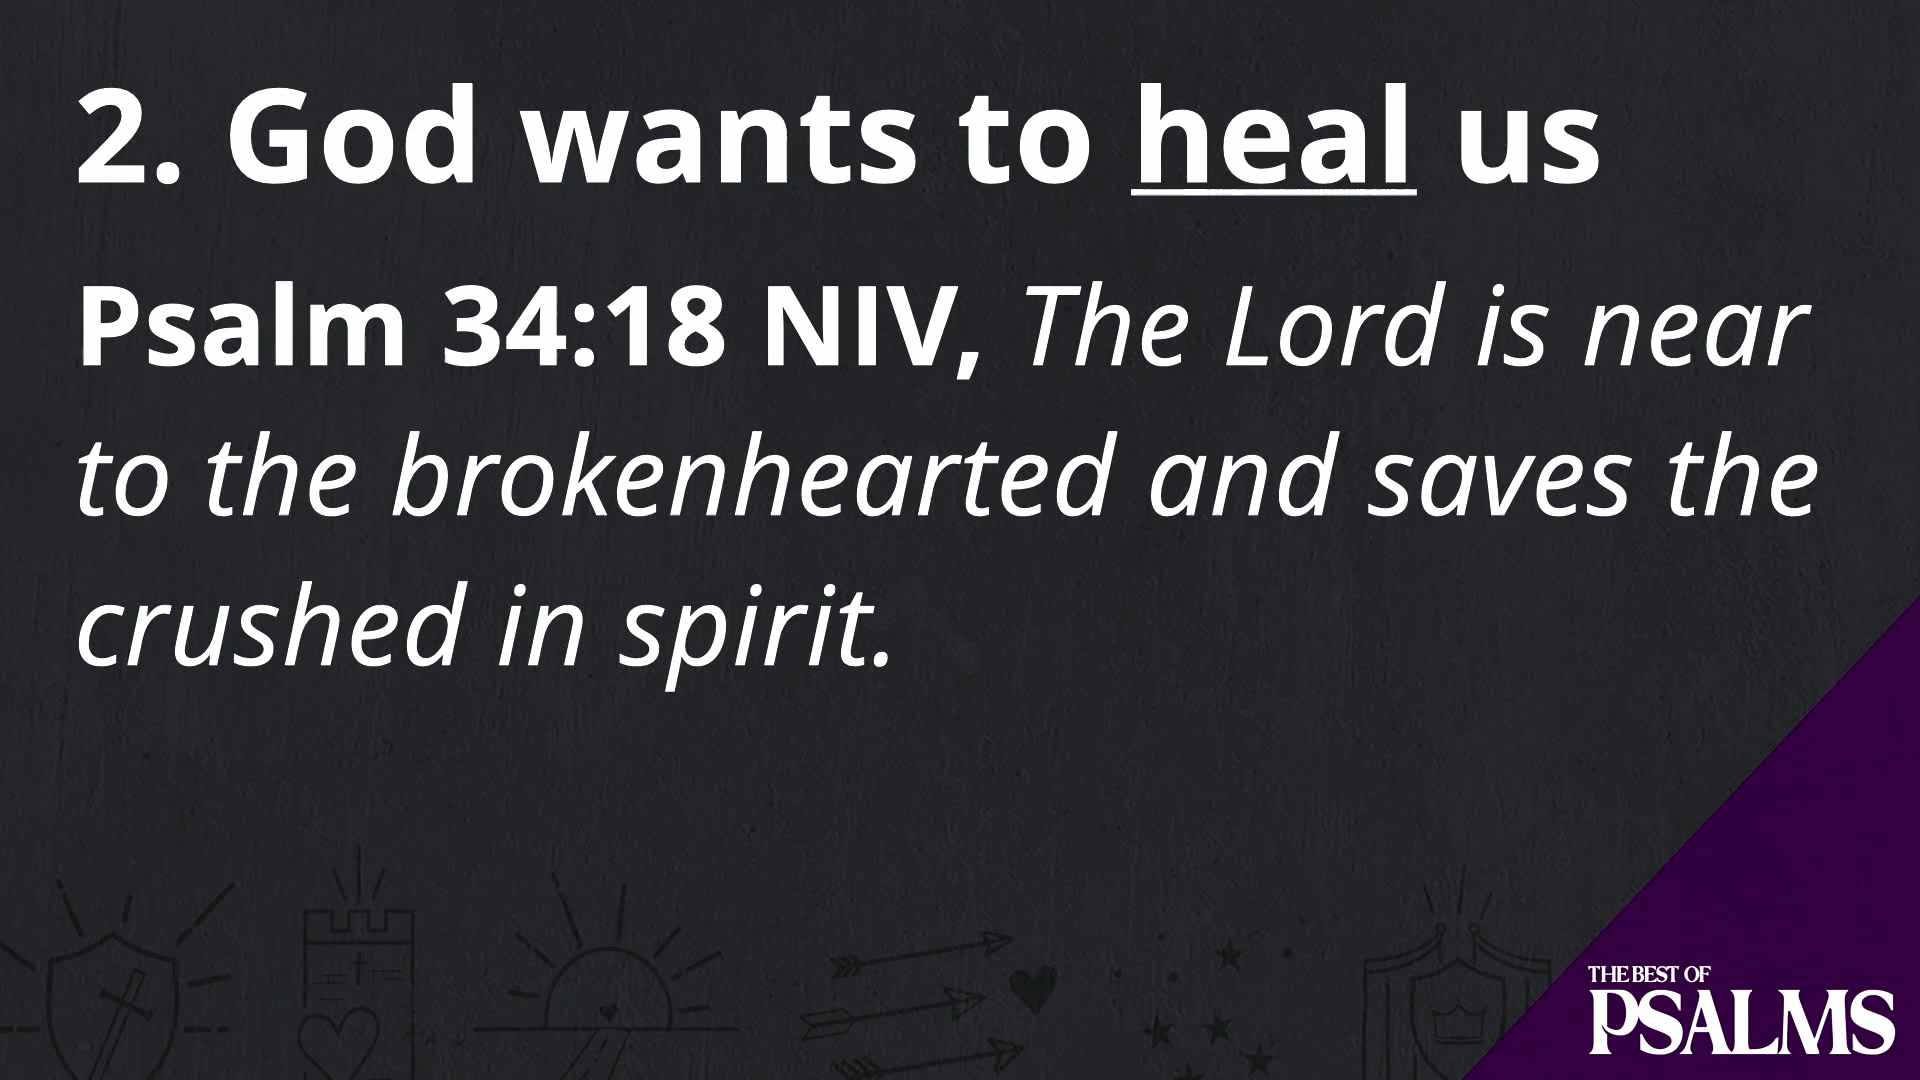 2. God wants to heal us
Psalm 34:18 NIV, The Lord is near
to the brokenhearted and saves the
crushed in spirit.
THE BEST OF
PSALMS